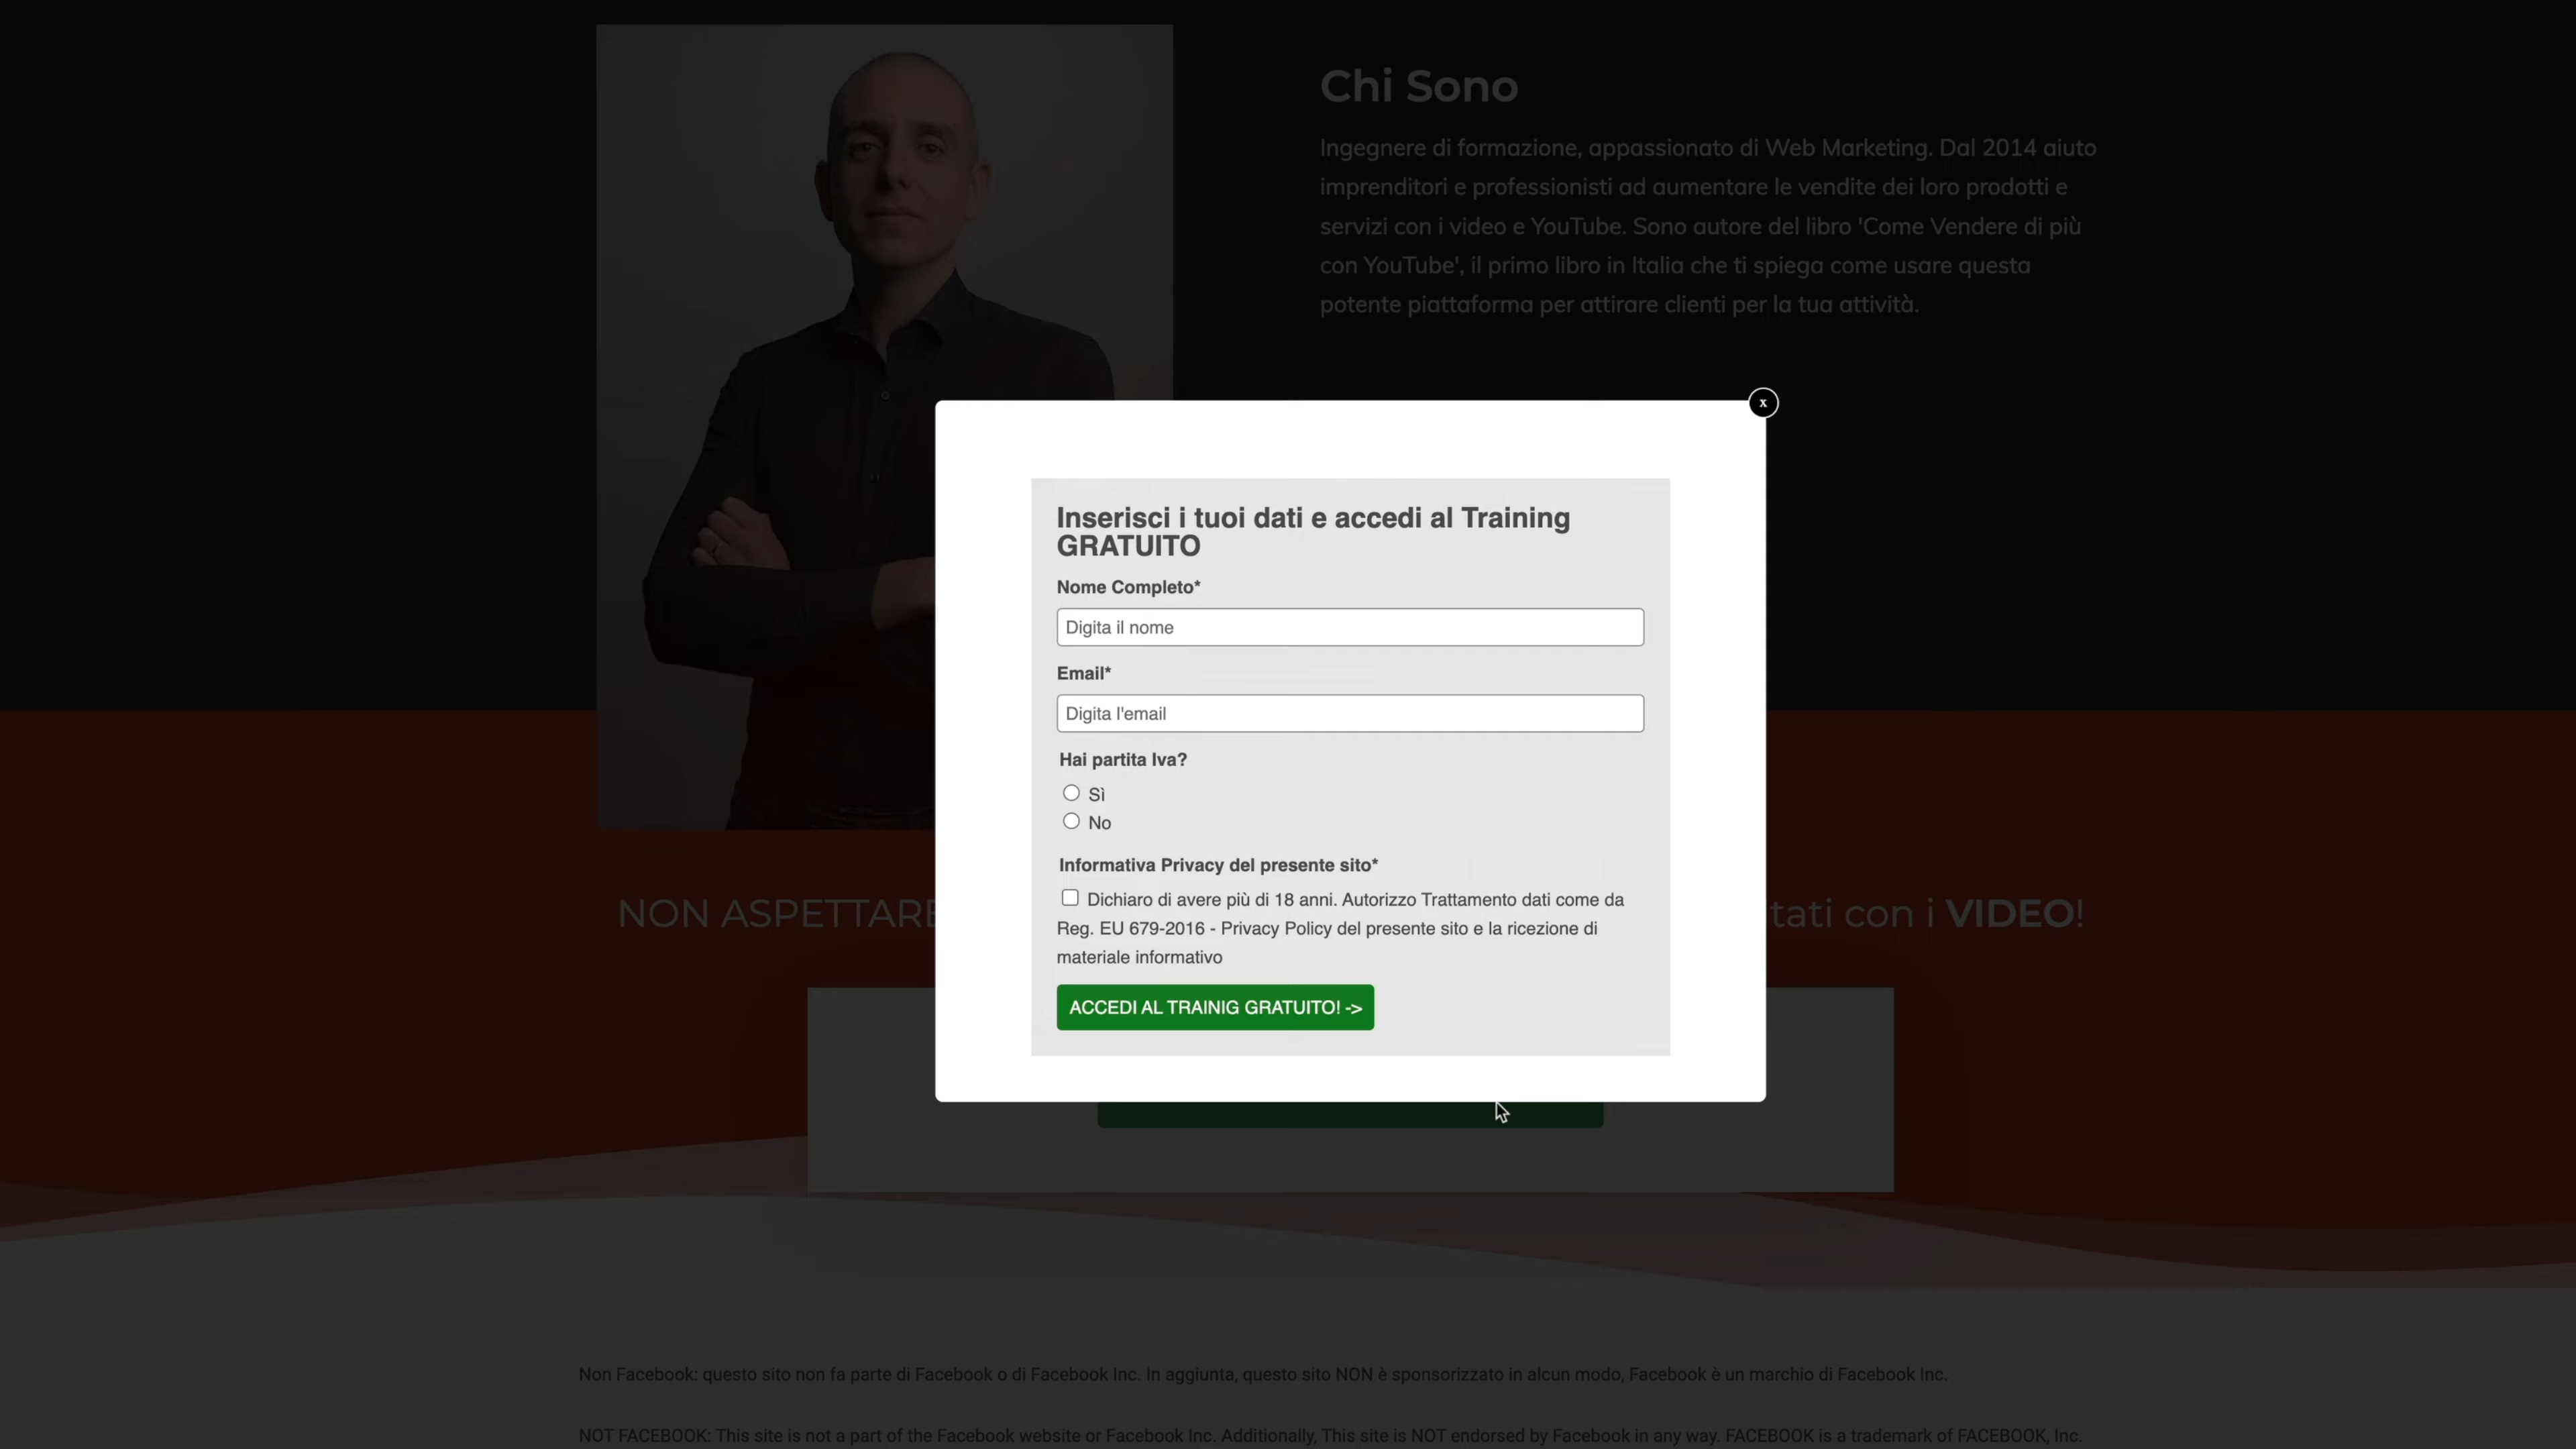 Chi Sono
Ingegnere di formazione, appassionato di Web Marketing. Dal 2014 aiuto
imprenditori e professionisti ad aumentare le vendite dei loro prodotti e
servizi con i video e YouTube. Sono autore del libro 'Come Vendere di più
con YouTube', il primo libro in Italia che ti spiega come usare questa
potente piattaforma per attirare clienti per la tua attività.
x
Inserisci i tuoi dati e accedi al Training
GRATUITO
Nome Completo*
Digita il nome
Email*
Digita l'email
Hai partita Iva?
Sì
No
Informativa Privacy del presente sito*
Dichiaro di avere più di 18 anni. Autorizzo Trattamento dati come da
Reg. EU 679-2016 - Privacy Policy del presente sito e la ricezione di
materiale informativo
ACCEDI AL TRAINIG GRATUITO! ->
NON ASPETTARE tati con i VIDEO!
Non Facebook: questo sito non fa parte di Facebook o di Facebook Inc. In aggiunta, questo sito NON è sponsorizzato in alcun modo, Facebook è un marchio di Facebook Inc.
NOT FACEBOOK: This site is not a part of the Facebook website or Facebook Inc. Additionally, This site is NOT endorsed by Facebook in any way. FACEBOOK is a trademark of FACEBOOK, Inc.